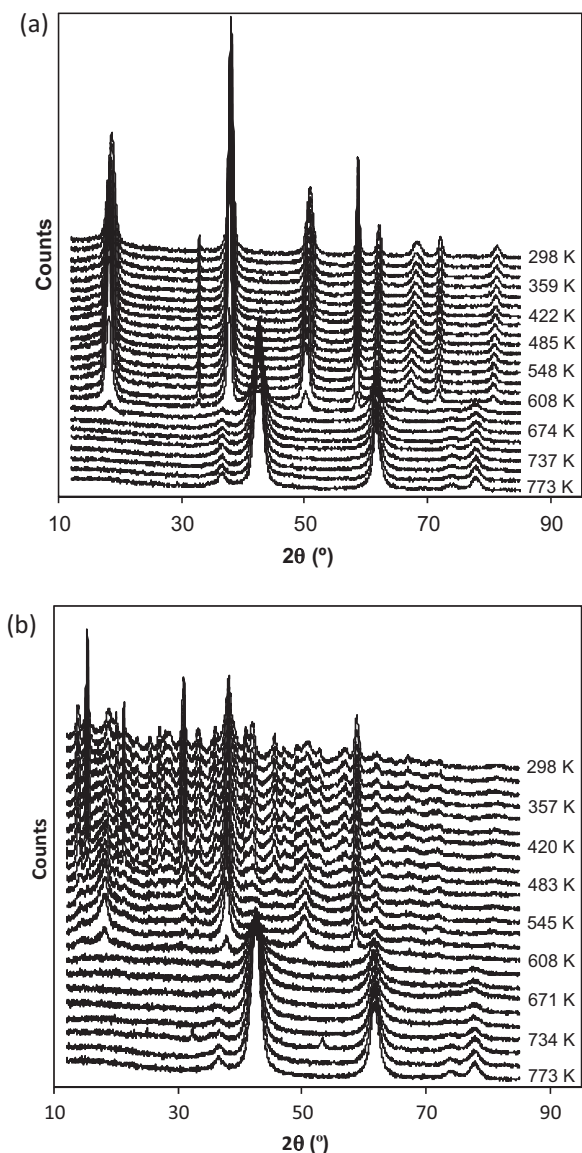 (a)
Counts
298 K
359 K
422 K
485 K
548 K
608 K
674 K
737 K
773 K
10 30 50 70 90
2θ (º)
(b)
Counts
298 K
357 K
420 K
483 K
545 K
608 K
671 K
734 K
773 K
10 30 50 70 90
2θ (º)